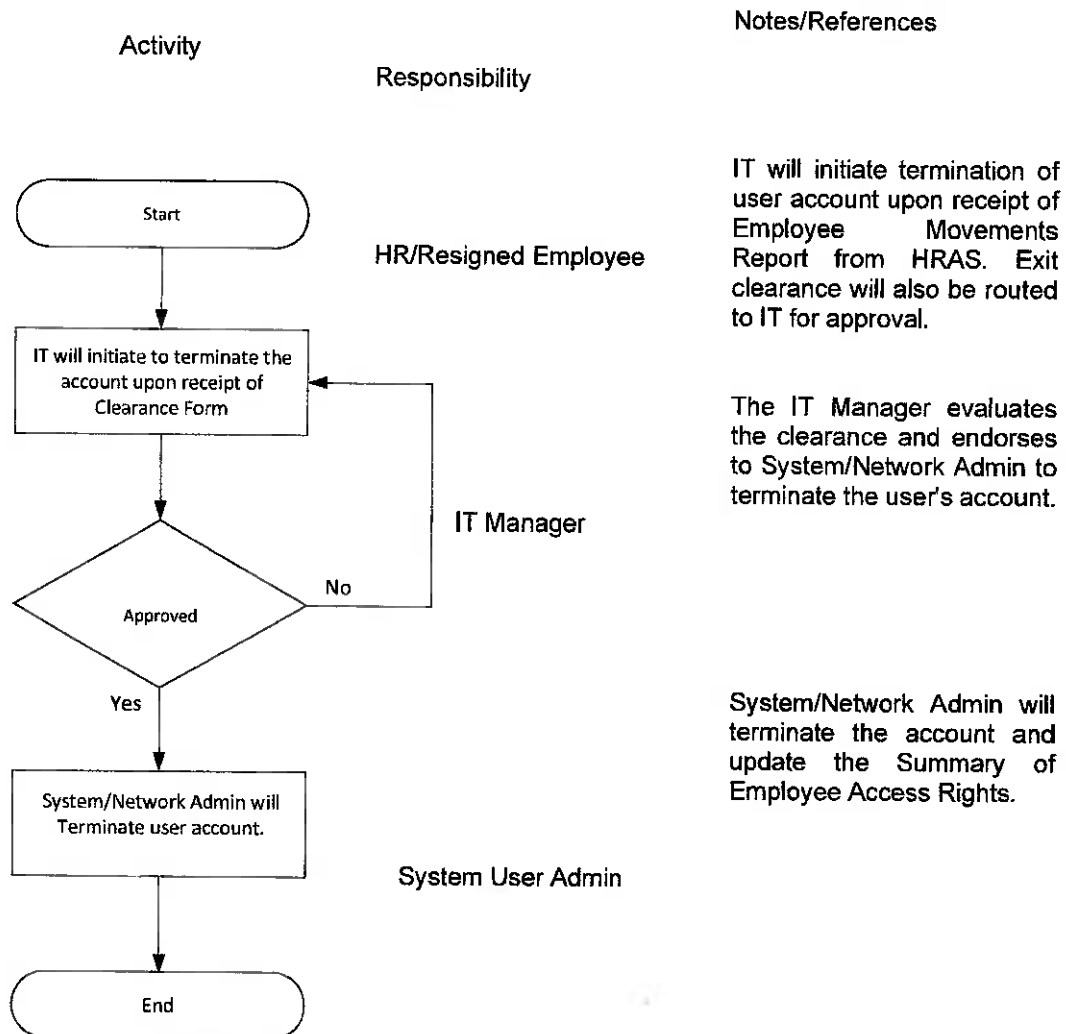 Activity
Responsibility
Notes/References
Start
HR/Resigned Employee
IT will initiate termination of
user account upon receipt of
Employee Movements
Report from HRAS. Exit
clearance will also be routed
to IT for approval.
IT will initiate to terminate the
account upon receipt of
Clearance Form
The IT Manager evaluates
the clearance and endorses
to System/Network Admin to
terminate the user's account.
IT Manager
No
Approved
Yes
System/Network Admin will
terminate the account and
update the Summary of
Employee Access Rights.
System/Network Admin will
Terminate user account.
System User Admin
End